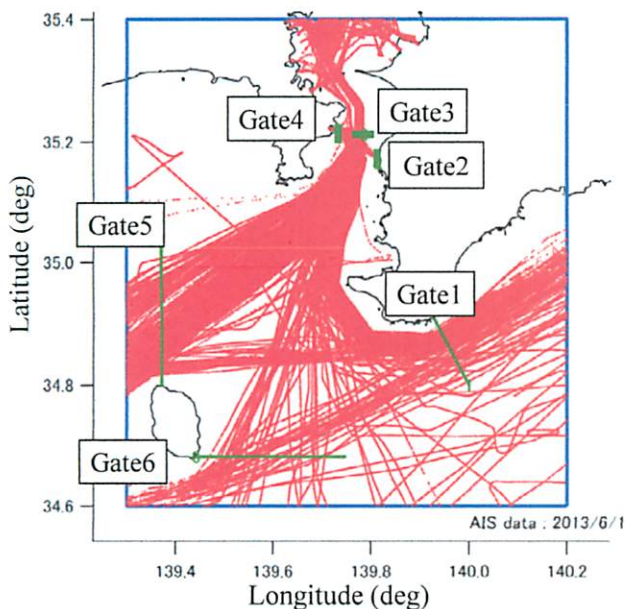 35.4
Gate3
Gate4
35.2
Gate2
Gate5
35.0
Gate1
34.8
Gate6
34.6
AIS data : 2013/6/1
139.4 139.6 139.8 140.0 140.2
Longitude (deg)
Latitude (deg)